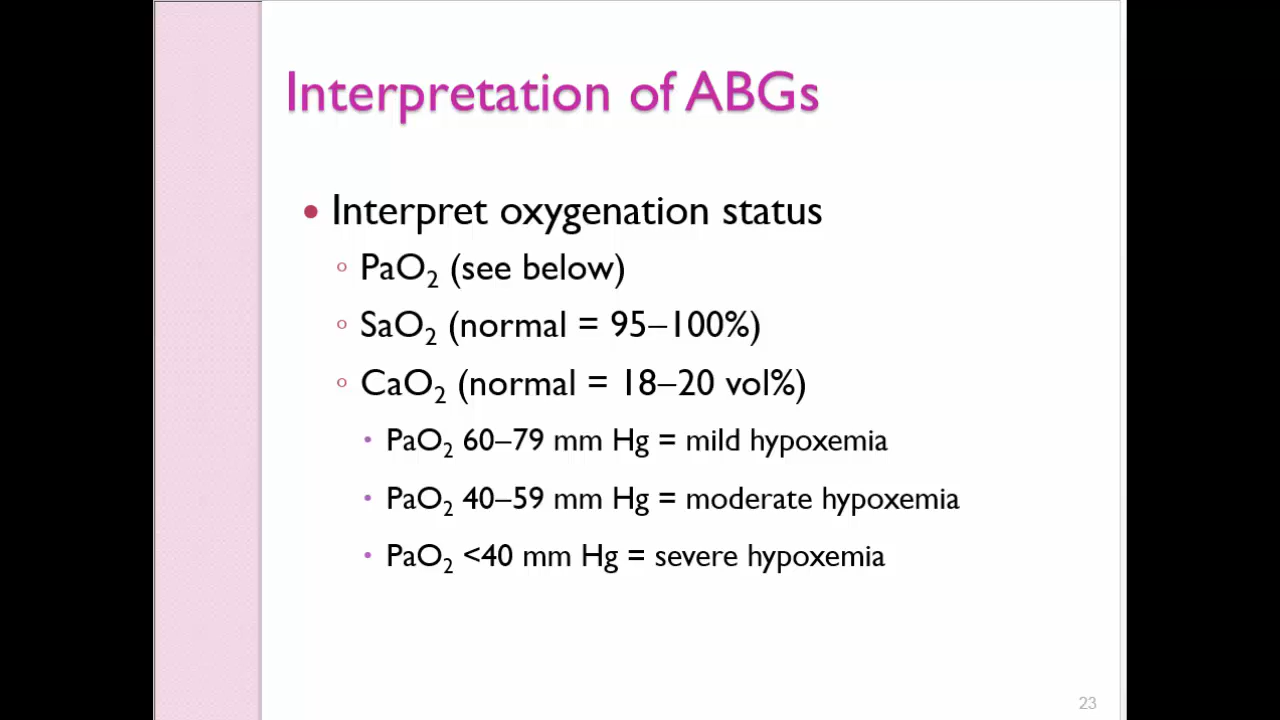 Interpretation of ABGs
• Interpret oxygenation status
◦ PaO₂ (see below)
◦ SaO₂ (normal = 95–100%)
◦ CaO₂ (normal = 18–20 vol%)
• PaO₂ 60–79 mm Hg = mild hypoxemia
• PaO₂ 40–59 mm Hg = moderate hypoxemia
• PaO₂ <40 mm Hg = severe hypoxemia
23